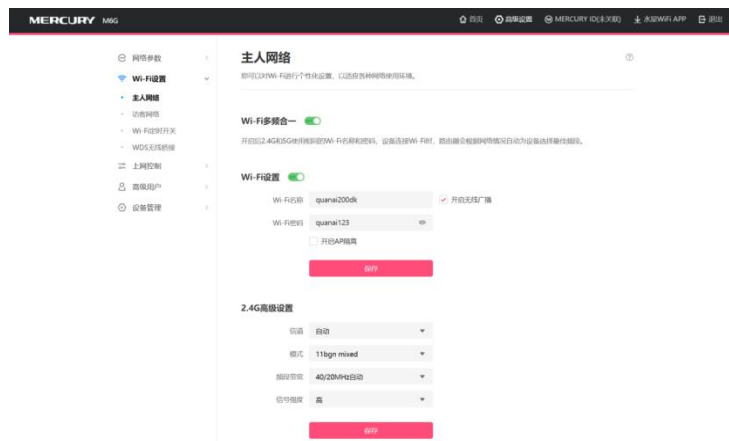 MERCURY M6G
首页 高级设置 MERCURY ID(未关联) 水星WiFi APP 退出
网络参数
Wi-Fi设置
主人网络
访客网络
Wi-Fi定时开关
WDS无线桥接
上网控制
高级用户
设备管理
主人网络
您可以对Wi-Fi进行个性化设置，以适应各种网络使用环境。
Wi-Fi多频合一
开启后2.4G和5G使用相同的Wi-Fi名称和密码，设备连接Wi-Fi时，路由器会根据网络情况自动为设备选择最佳频段。
Wi-Fi设置
Wi-Fi名称 quanai200dk 开启无线广播
Wi-Fi密码 quanai123
开启AP隔离
保存
2.4G高级设置
信道 自动
模式 11bgn mixed
频段带宽 40/20MHz自动
信号强度 高
保存